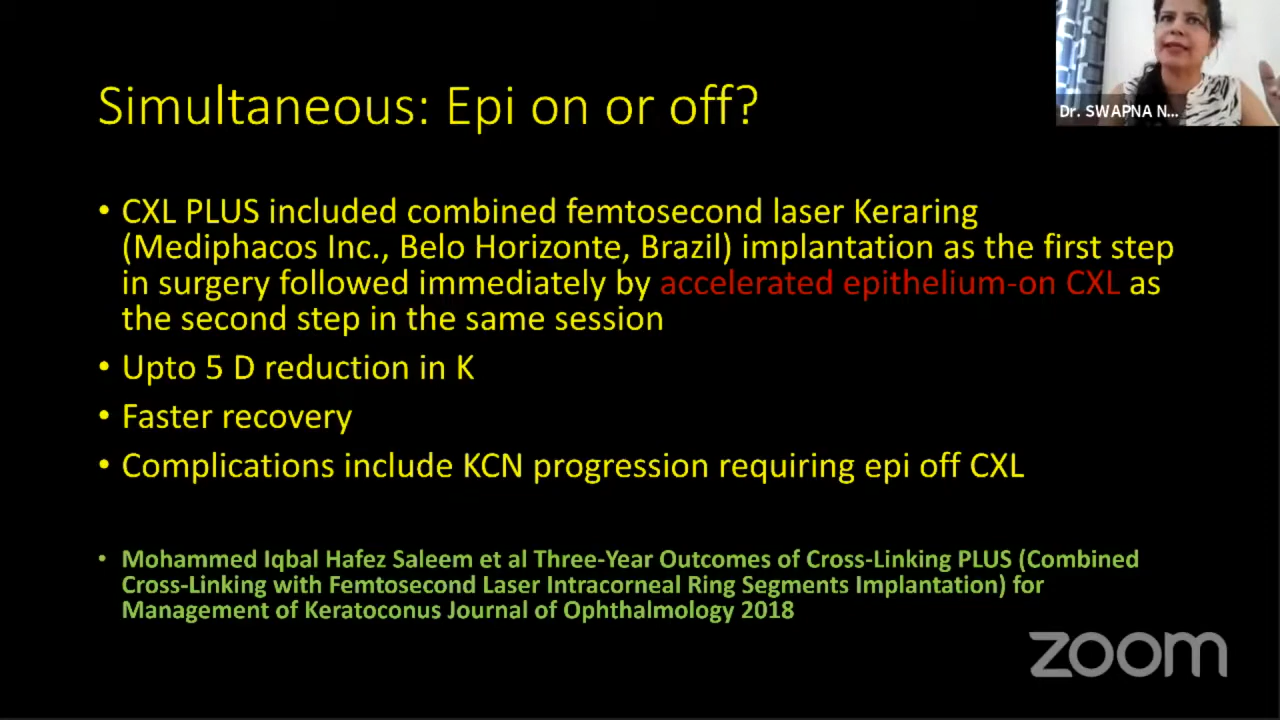 Simultaneous: Epi on or off?
Dr. SWAPNA N...
• CXL PLUS included combined femtosecond laser Keraring
(Mediphacos Inc., Belo Horizonte, Brazil) implantation as the first step
in surgery followed immediately by accelerated epithelium-on CXL as
the second step in the same session
• Upto 5 D reduction in K
• Faster recovery
• Complications include KCN progression requiring epi off CXL
• Mohammed Iqbal Hafez Saleem et al Three-Year Outcomes of Cross-Linking PLUS (Combined
Cross-Linking with Femtosecond Laser Intracorneal Ring Segments Implantation) for
Management of Keratoconus Journal of Ophthalmology 2018
zoom